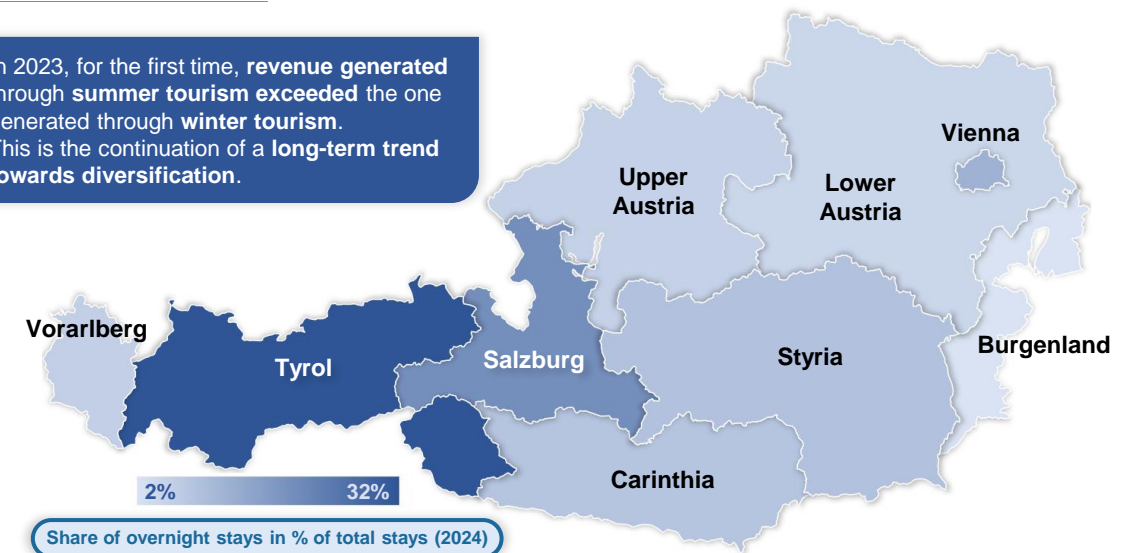 n 2023, for the first time, revenue generated
hrough summer tourism exceeded the one
enerated through winter tourism.
This is the continuation of a long-term trend
owards diversification.
Vienna
Upper
Austria
Lower
Austria
Vorarlberg
Tyrol
Salzburg
Styria
Burgenland
Carinthia
2%
32%
Share of overnight stays in % of total stays (2024)